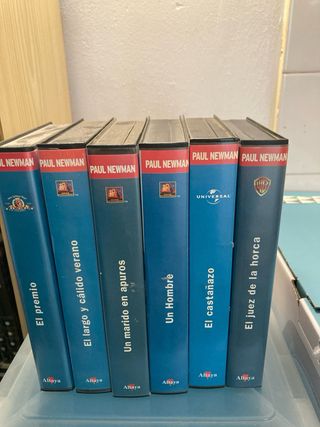 PAUL NEWMAN
El premio
Altaya
PAUL NEWMAN
El largo y cálido verano
Altaya
PAUL NEWMAN
Un marido en apuros
Altaya
PAUL NEWMAN
Un Hombre
Altaya
PAUL NEWMAN
UNIVERSAL
El castañazo
Altaya
PAUL NEWMAN
El juez de la horca
Altaya